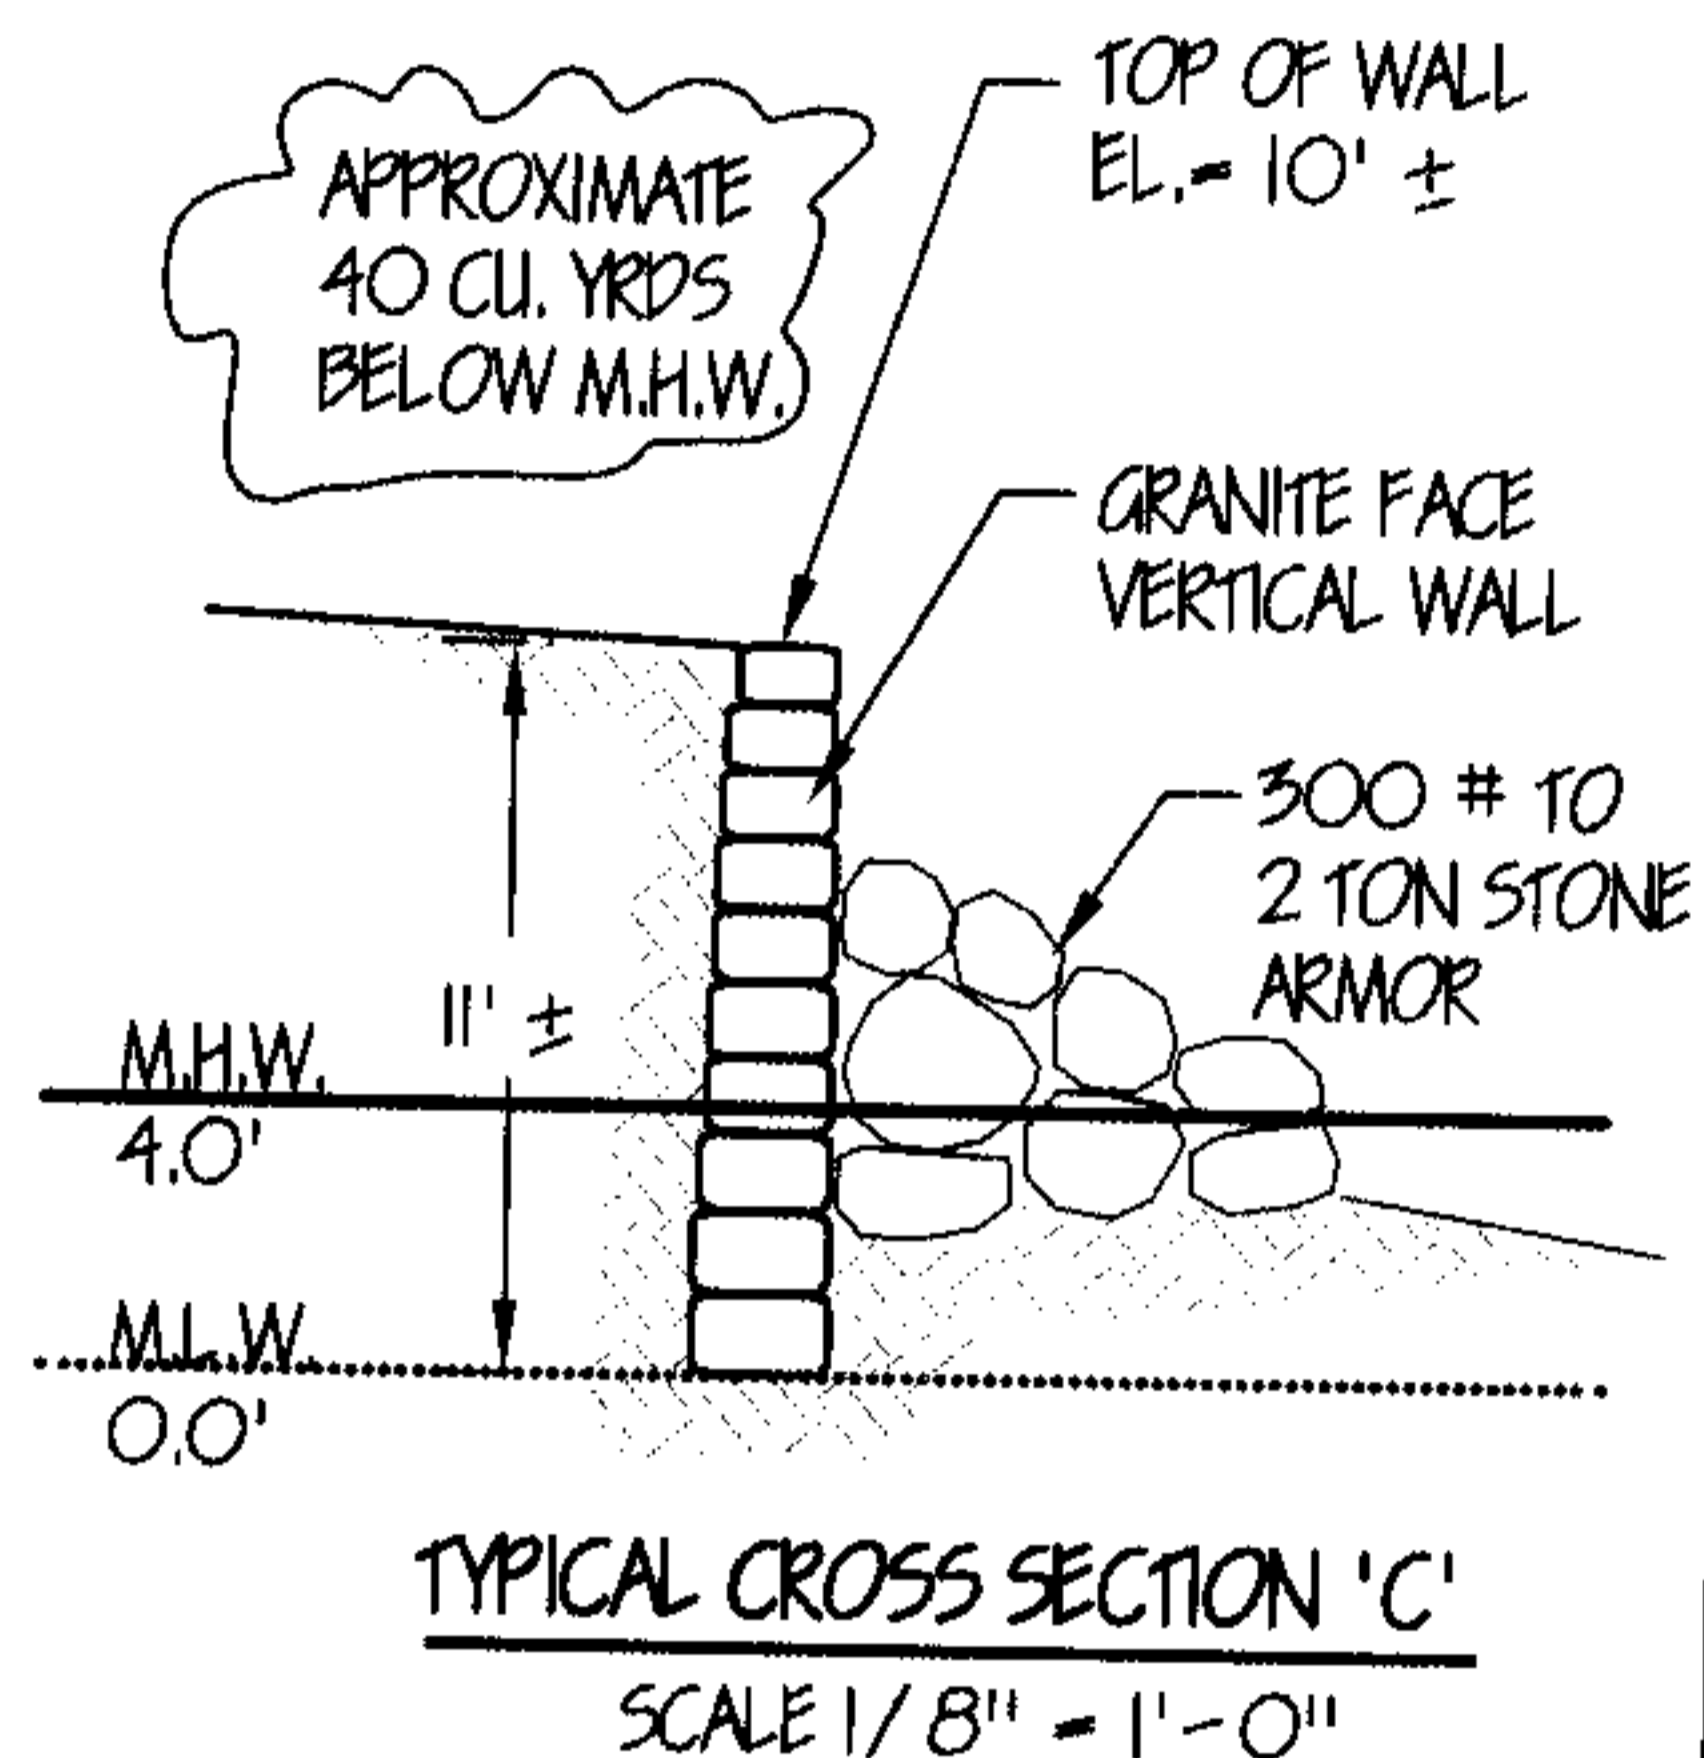 TOP OF WALL
EL. = 10' ±
APPROXIMATE
40 CU. YRDS
BELOW M.H.W.
GRANITE FACE
VERTICAL WALL
300 # TO
2 TON STONE
ARMOR
11' ±
M.H.W.
4.0'
M.L.W.
0.0'
TYPICAL CROSS SECTION 'C'
SCALE 1/8" = 1'-0"